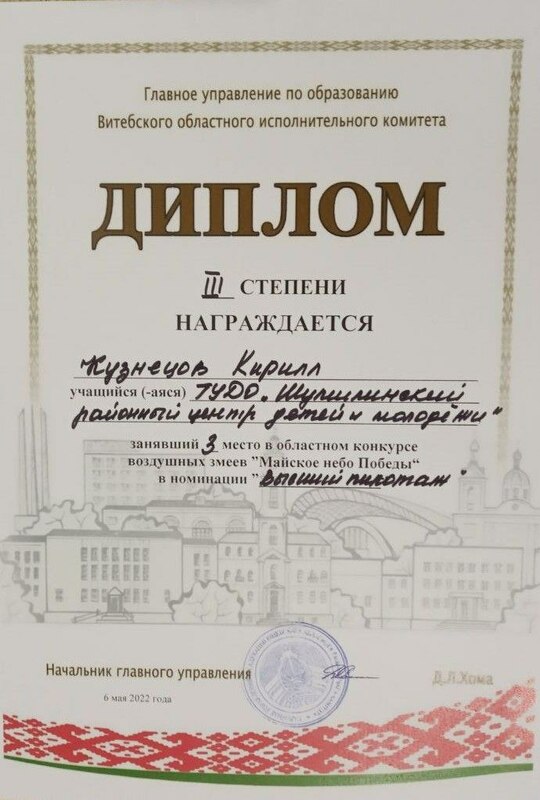 Главное управление по образованию
Витебского областного исполнительного комитета
ДИПЛОМ
III СТЕПЕНИ
НАГРАЖДАЕТСЯ
Кузнецов Кирилл
учащийся (-аяся) ГУДО „Шумилинский
районный центр детей и молодёжи"
занявший 3 место в областном конкурсе
воздушных змеев "Майское небо Победы“
в номинации "Высший пилотаж"
Начальник главного управления
Д.Л.Хома
6 мая 2022 года